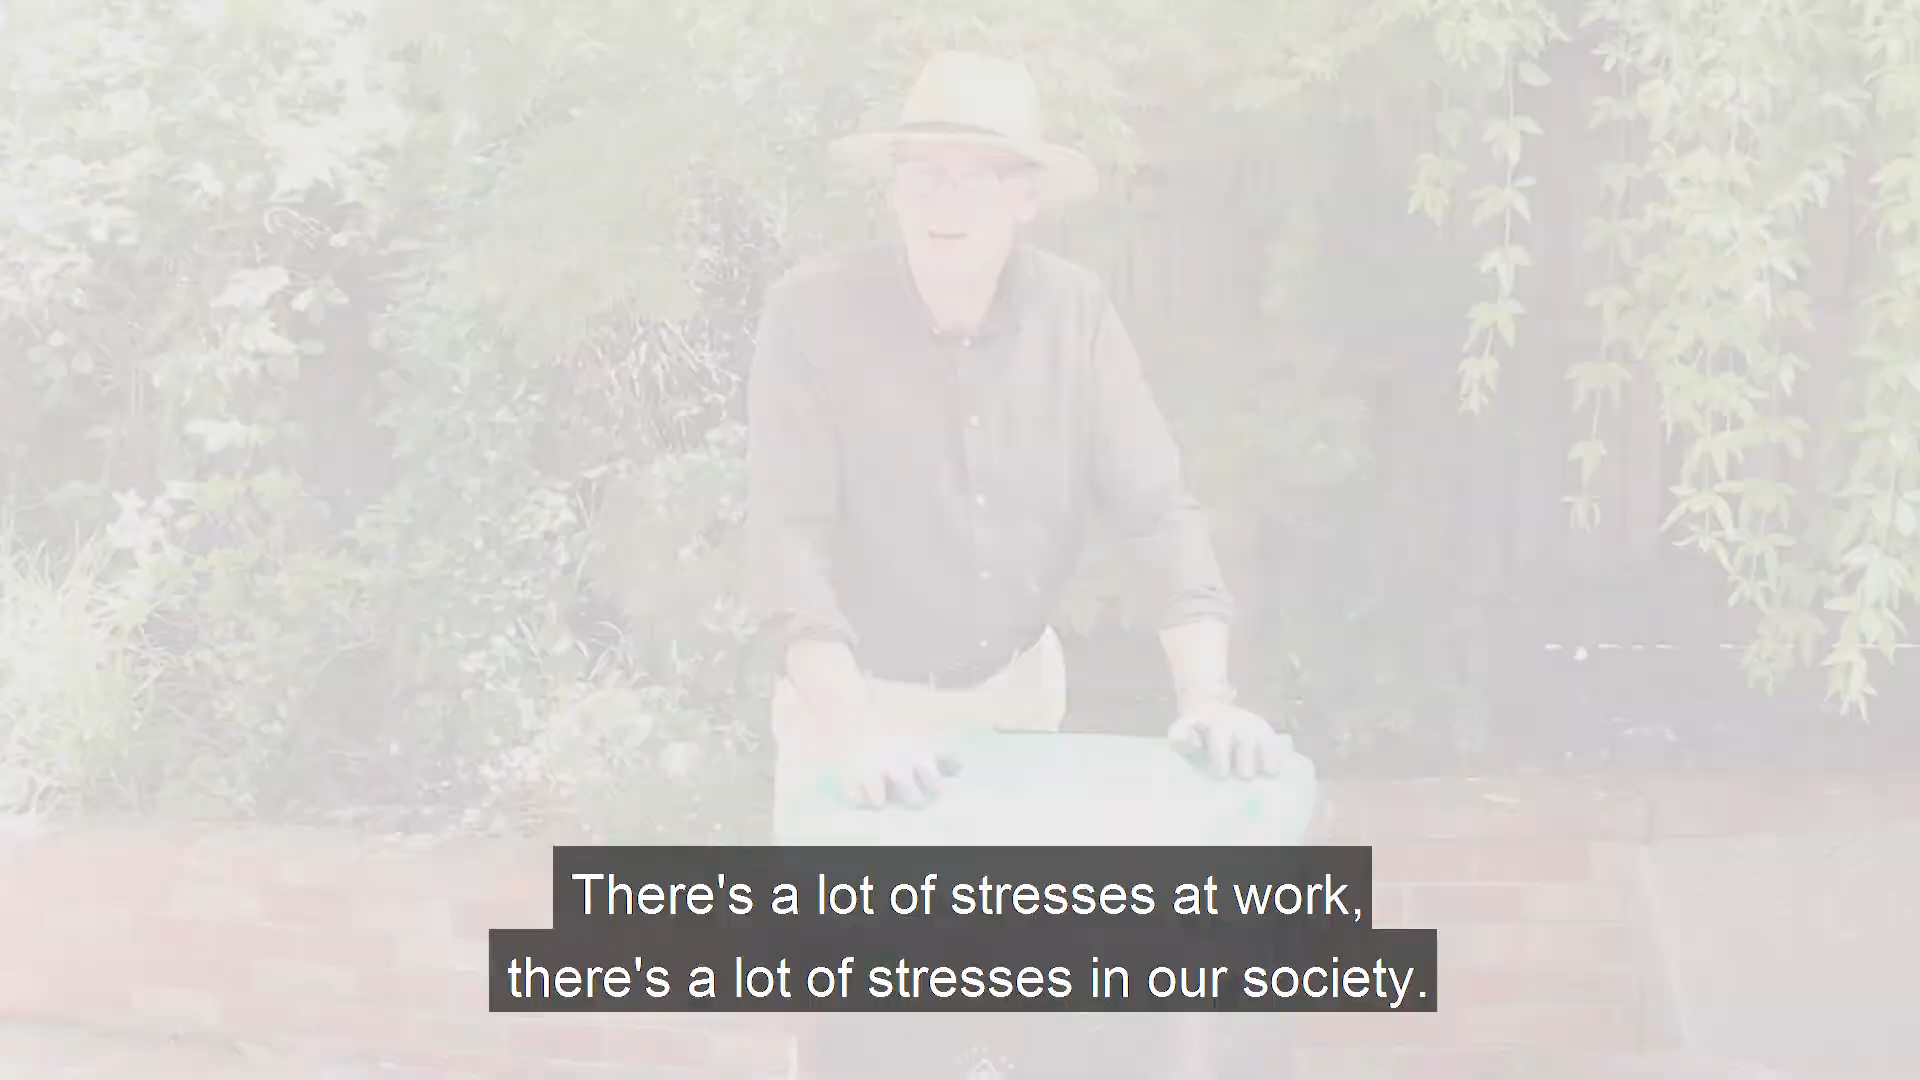 There's a lot of stresses at work,
there's a lot of stresses in our society.